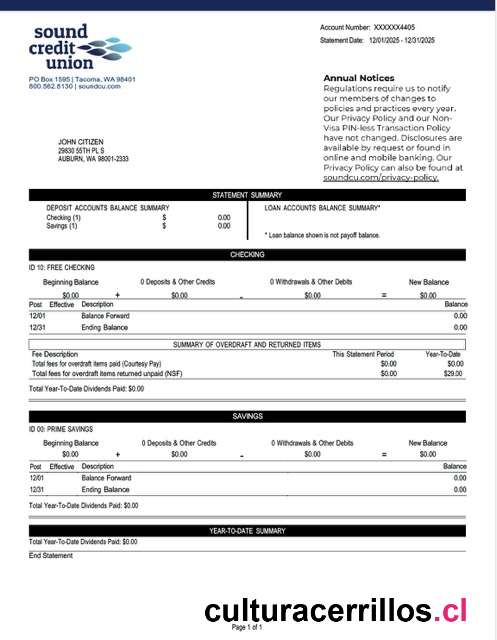 sound
credit
union
PO Box 1595 | Tacoma, WA 98401
800.562.8130 | soundcu.com
Account Number: XXXXXX4405
Statement Date: 12/01/2025 - 12/31/2025
Annual Notices
Regulations require us to notify
our members of changes to
policies and practices every year.
Our Privacy Policy and our Non-
Visa PIN-less Transaction Policy
have not changed. Disclosures are
available by request or found in
online and mobile banking. Our
Privacy Policy can also be found at
soundcu.com/privacy-policy.
JOHN CITIZEN
29830 55TH PL S
AUBURN, WA 98001-2333
STATEMENT SUMMARY
DEPOSIT ACCOUNTS BALANCE SUMMARY
Checking (1) $ 0.00
Savings (1) $ 0.00
LOAN ACCOUNTS BALANCE SUMMARY*
* Loan balance shown is not payoff balance.
CHECKING
ID 10: FREE CHECKING
Beginning Balance 0 Deposits & Other Credits 0 Withdrawals & Other Debits New Balance
$0.00 + $0.00 - $0.00 = $0.00
Post Effective Description Balance
12/01 Balance Forward 0.00
12/31 Ending Balance 0.00
SUMMARY OF OVERDRAFT AND RETURNED ITEMS
Fee Description This Statement Period Year-To-Date
Total fees for overdraft items paid (Courtesy Pay) $0.00 $0.00
Total fees for overdraft items returned unpaid (NSF) $0.00 $29.00
Total Year-To-Date Dividends Paid: $0.00
SAVINGS
ID 00: PRIME SAVINGS
Beginning Balance 0 Deposits & Other Credits 0 Withdrawals & Other Debits New Balance
$0.00 + $0.00 - $0.00 = $0.00
Post Effective Description Balance
12/01 Balance Forward 0.00
12/31 Ending Balance 0.00
Total Year-To-Date Dividends Paid: $0.00
YEAR-TO-DATE SUMMARY
Total Year-To-Date Dividends Paid: $0.00
End Statement
culturacerrillos.cl
Page 1 of 1